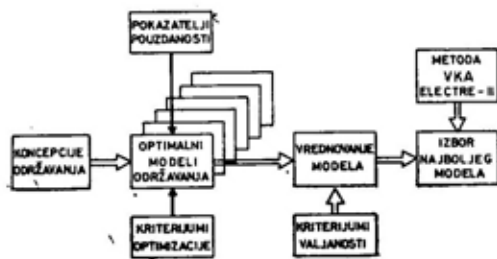 POKAZATELJI
POUZDANOSTI
METODA
VKA
ELECTRE-II
KONCEPCIJE
ODRŽAVANJA
OPTIMALNI
MODELI
ODRŽAVANJA
VREDNOVANJE
MODELA
IZBOR
NAJBOLJEG
MODELA
KRITERIJUMI
OPTIMIZACIJE
KRITERIJUMI
VALJANOSTI